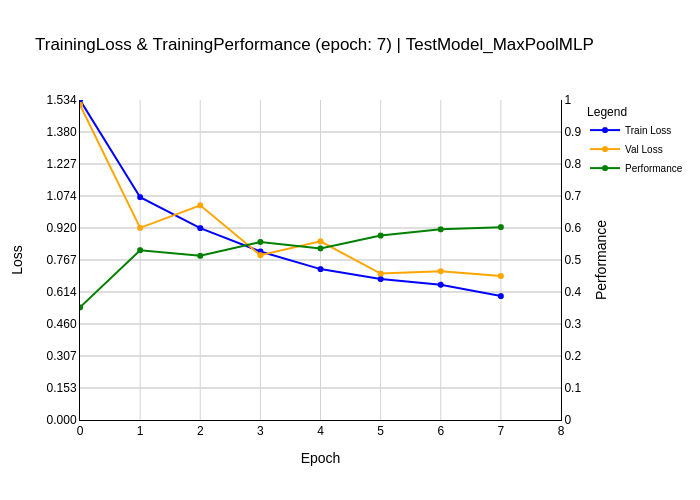 TrainingLoss & TrainingPerformance (epoch: 7) | TestModel_MaxPoolMLP
Legend
Train Loss
Val Loss
Performance
1.534
1.380
1.227
1.074
0.920
0.767
0.614
0.460
0.307
0.153
0.000
Loss
1
0.9
0.8
0.7
0.6
0.5
0.4
0.3
0.2
0.1
0
Performance
0 1 2 3 4 5 6 7 8
Epoch